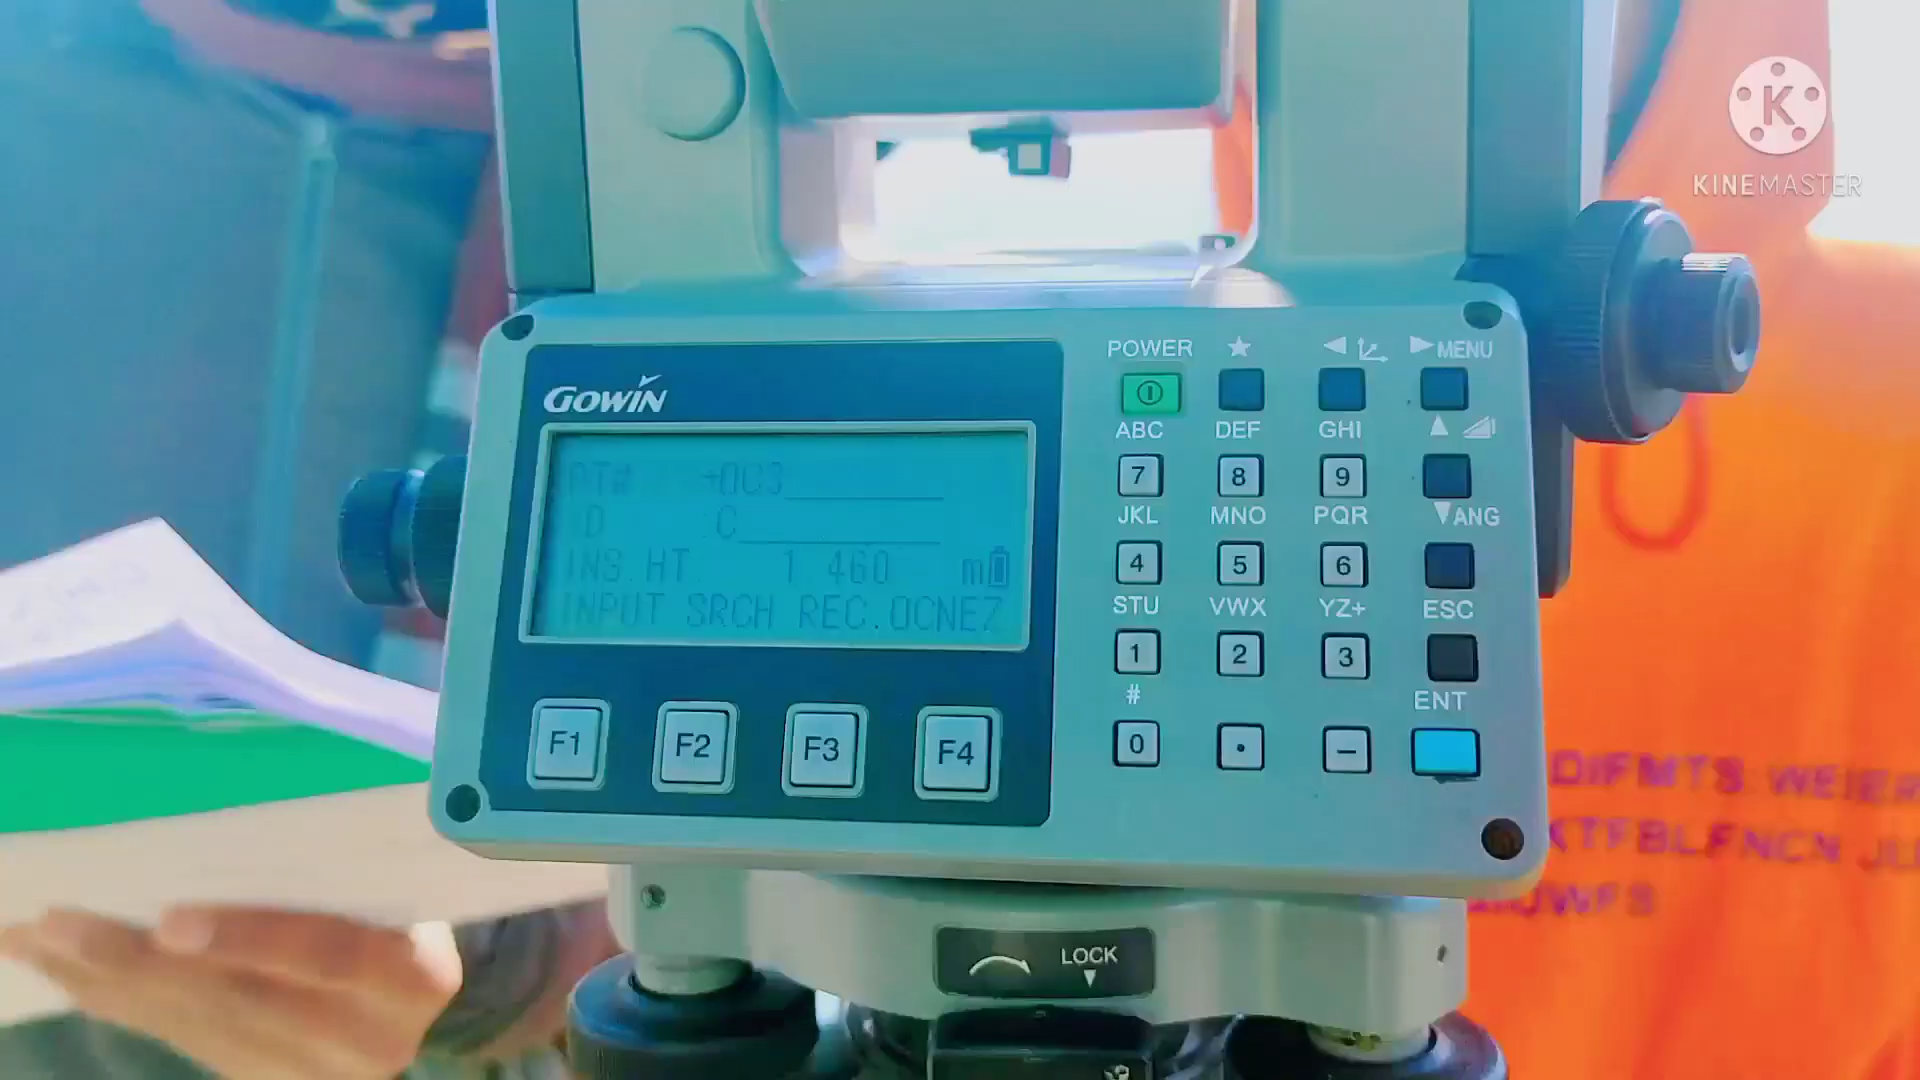 KINEMASTER
GOWIN
PT# →OC3
ID C
INS.HT. 1.460 m
INPUT SRCH REC.OCNEZ
F1 F2 F3 F4
POWER ★ ◀ ▶MENU
ABC DEF GHI ▲
7 8 9
JKL MNO PQR ▼ANG
4 5 6
STU VWX YZ+ ESC
1 2 3
# ENT
0 . −
LOCK